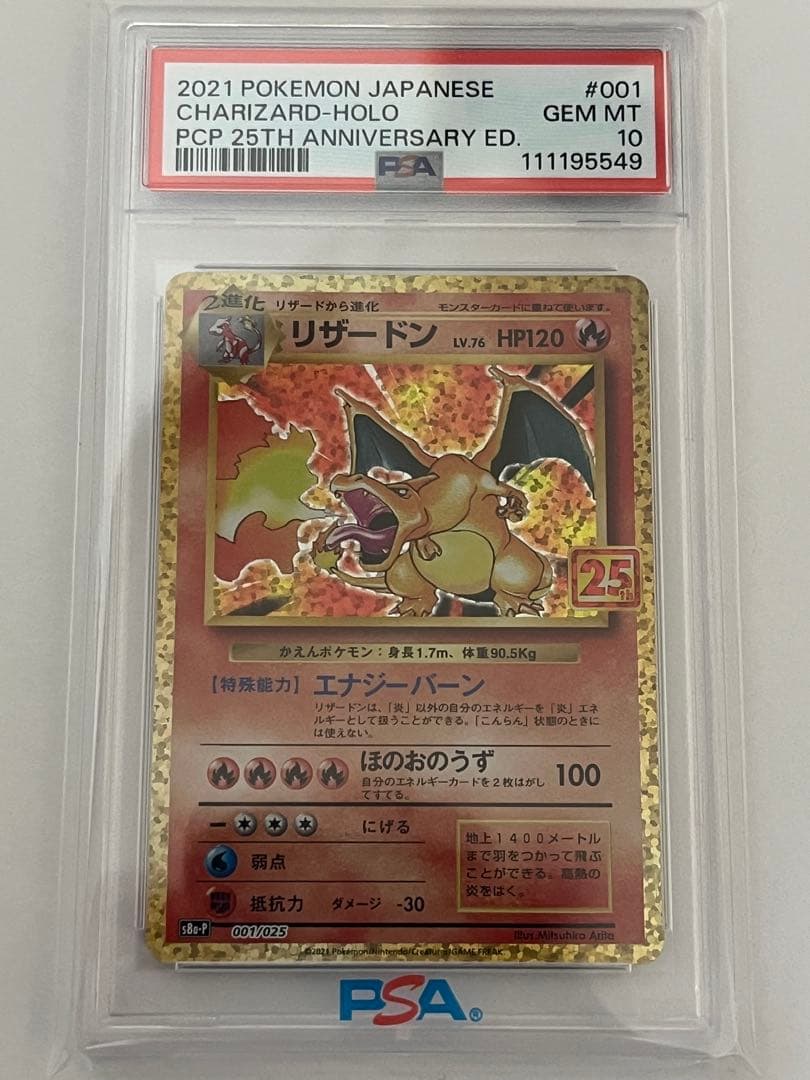 2021 POKEMON JAPANESE #001
CHARIZARD-HOLO GEM MT
PCP 25TH ANNIVERSARY ED. 10
PSA 111195549
2進化 リザードから進化 モンスターカードに重ねて使います。
リザードン LV.76 HP120
25th
かえんポケモン：身長1.7m、体重90.5Kg
【特殊能力】エナジーバーン
リザードンは、「炎」以外の自分のエネルギーを「炎」エネ
ルギーとして扱うことができる。「こんらん」状態のときに
は使えない。
ほのおのうず 100
自分のエネルギーカードを2枚はがし
てすてる。
にげる
弱点
抵抗力 ダメージ -30
地上1400メートル
まで羽をつかって飛ぶ
ことができる。高熱の
炎をはく。
s8a-P 001/025 Illus.Mitsuhiro Arita
©2021 Pokémon/Nintendo/Creatures/GAME FREAK.
PSA®